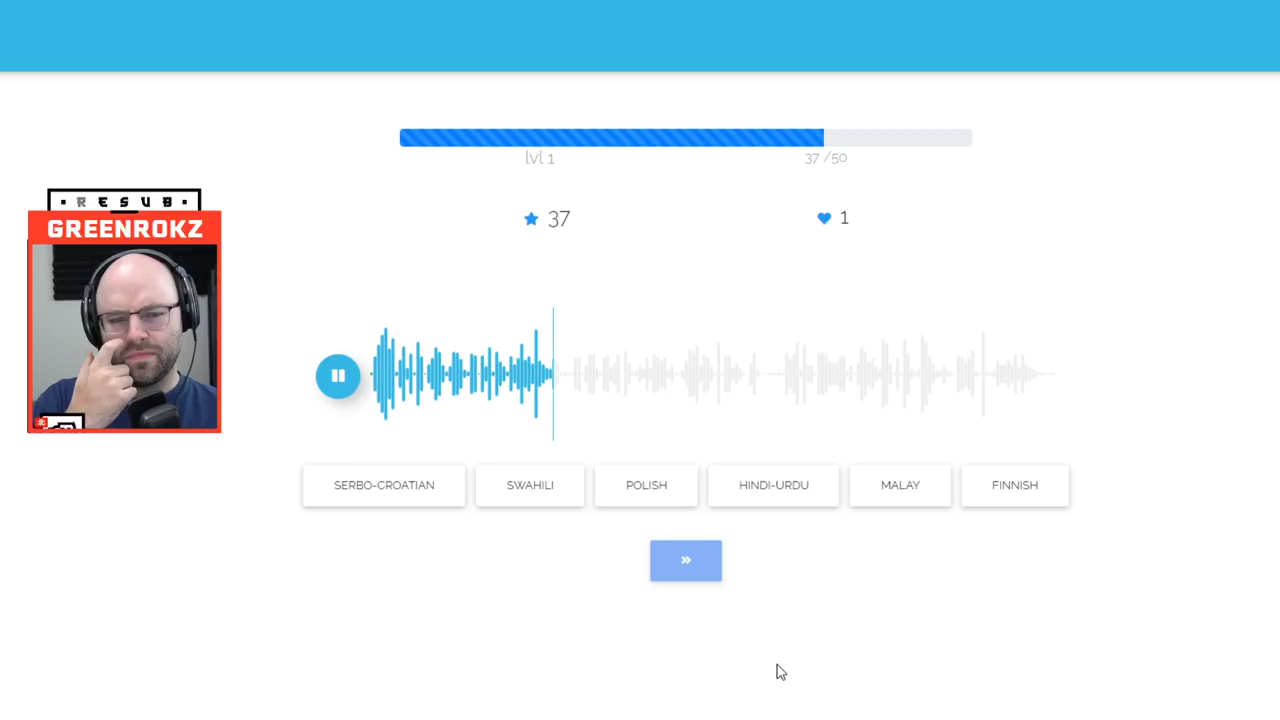 lvl 1
37 /50
37
1
RESUB
GREENROKZ
SERBO-CROATIAN
SWAHILI
POLISH
HINDI-URDU
MALAY
FINNISH
»